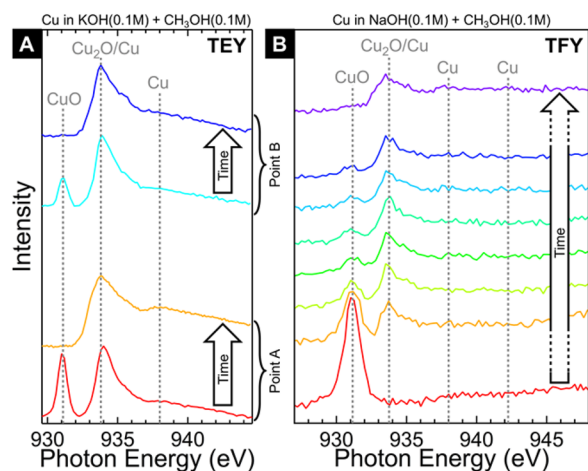 Cu in KOH(0.1M) + CH₃OH(0.1M)
A
TEY
Cu₂O/Cu
CuO
Cu
Time
Point B
Time
Point A
Intensity
930 935 940
Photon Energy (eV)
Cu in NaOH(0.1M) + CH₃OH(0.1M)
B
TFY
Cu₂O/Cu
CuO
Cu
Cu
Time
930 935 940 945
Photon Energy (eV)